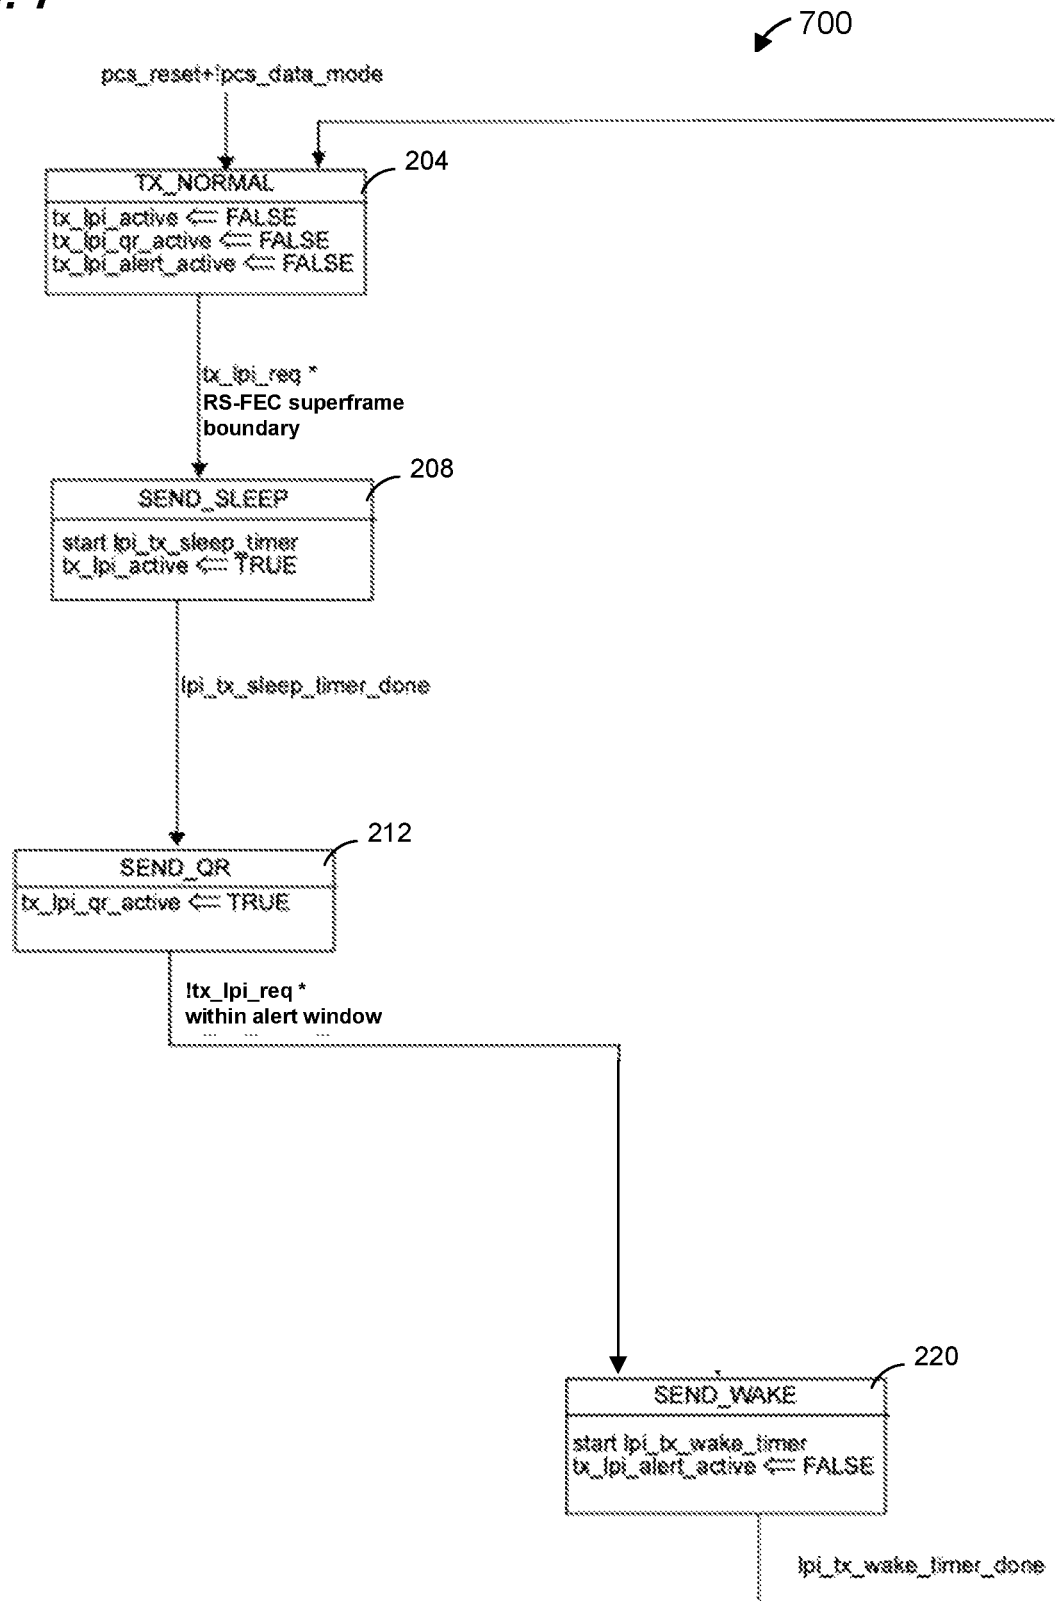 700
pcs_reset+!pcs_data_mode
204
TX_NORMAL
tx_lpi_active <= FALSE
tx_lpi_qr_active <= FALSE
tx_lpi_alert_active <= FALSE
tx_lpi_req *
RS-FEC superframe
boundary
208
SEND_SLEEP
start lpi_tx_sleep_timer
tx_lpi_active <= TRUE
lpi_tx_sleep_timer_done
212
SEND_QR
tx_lpi_qr_active <= TRUE
!tx_lpi_req *
within alert window
220
SEND_WAKE
start lpi_tx_wake_timer
tx_lpi_alert_active <= FALSE
lpi_tx_wake_timer_done